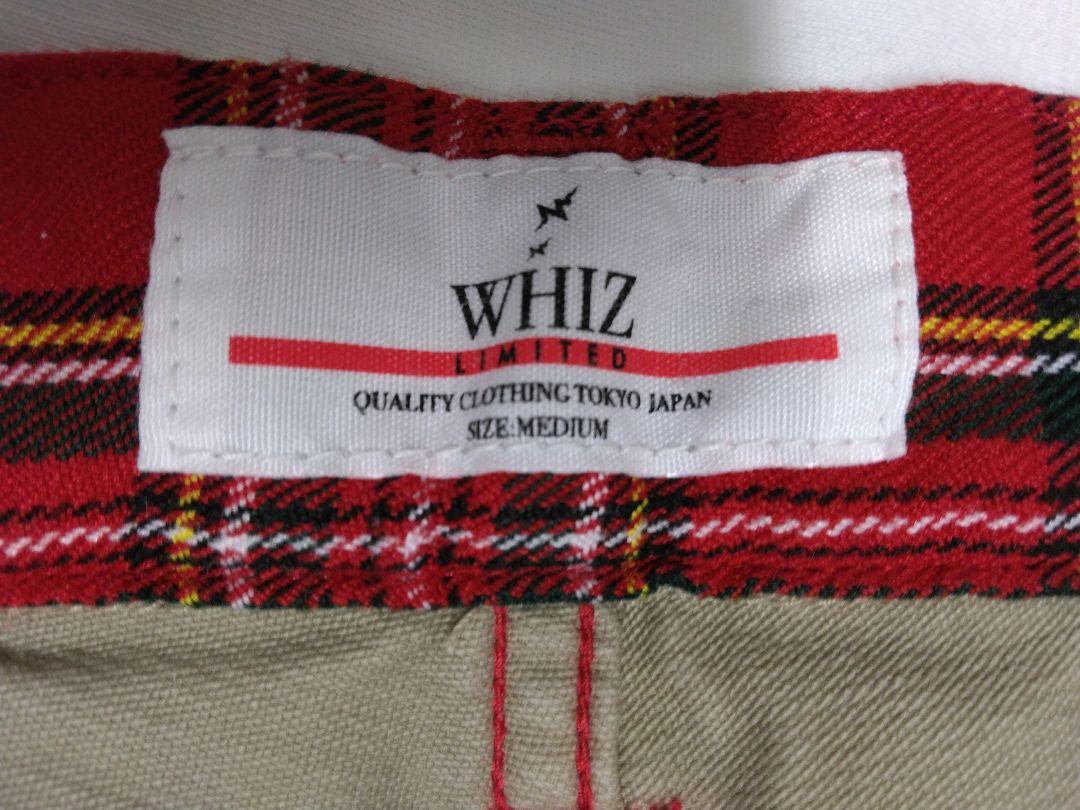 WHIZ
LIMITED
QUALITY CLOTHING TOKYO JAPAN
SIZE:MEDIUM